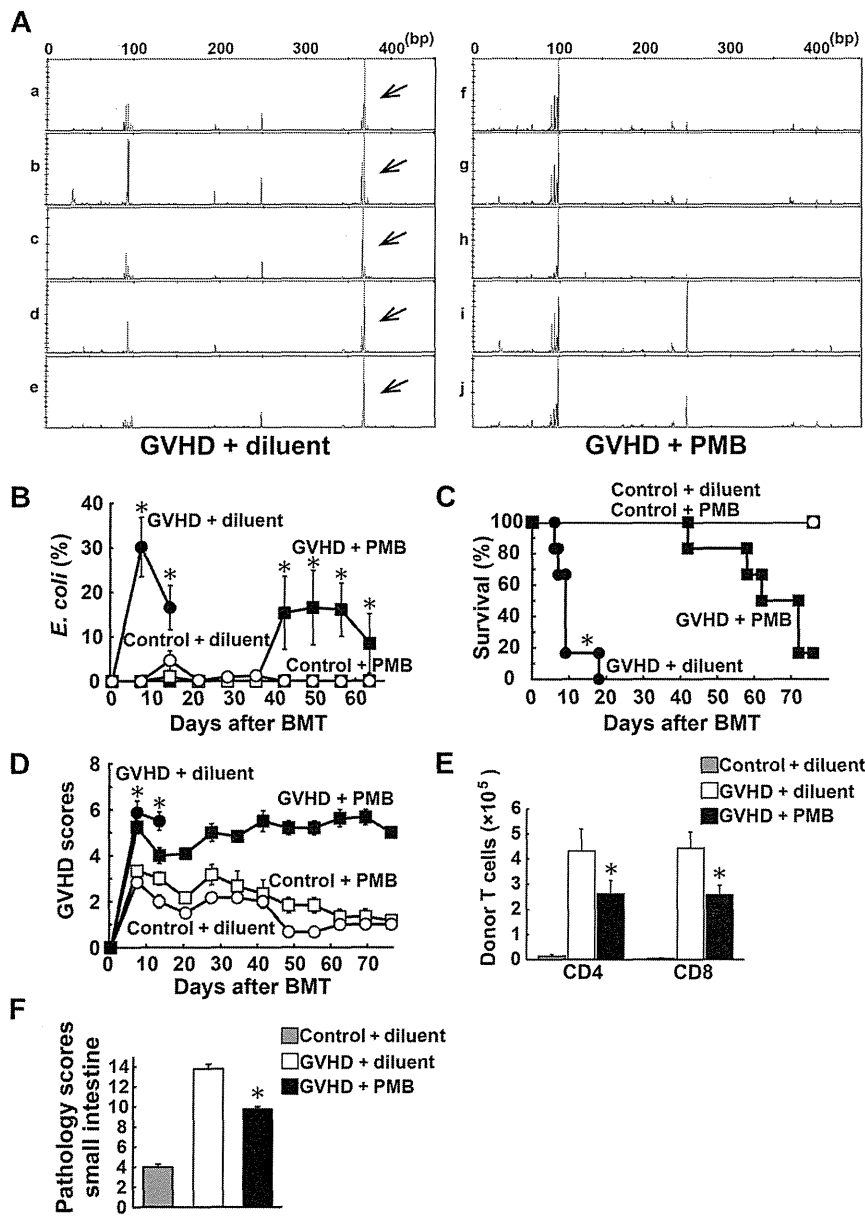 A
0 100 200 300 400 (bp)
0 100 200 300 400 (bp)
a
b
c
d
e
f
g
h
i
j
GVHD + diluent
GVHD + PMB
B
E. coli (%)
40
30
20
10
0
* GVHD + diluent
*
GVHD + PMB
* * * *
Control + diluent
Control + PMB
0 10 20 30 40 50 60
Days after BMT
C
Survival (%)
100
80
60
40
20
0
Control + diluent
Control + PMB
GVHD + PMB
*
GVHD + diluent
0 10 20 30 40 50 60 70
Days after BMT
D
GVHD scores
8
6
4
2
0
GVHD + diluent
* *
GVHD + PMB
Control + PMB
Control + diluent
0 10 20 30 40 50 60 70
Days after BMT
E
Control + diluent
GVHD + diluent
GVHD + PMB
Donor T cells (×10⁵)
6
5
4
3
2
1
0
* *
CD4 CD8
F
Control + diluent
GVHD + diluent
GVHD + PMB
Pathology scores
small intestine
14
12
10
8
6
4
2
0
*